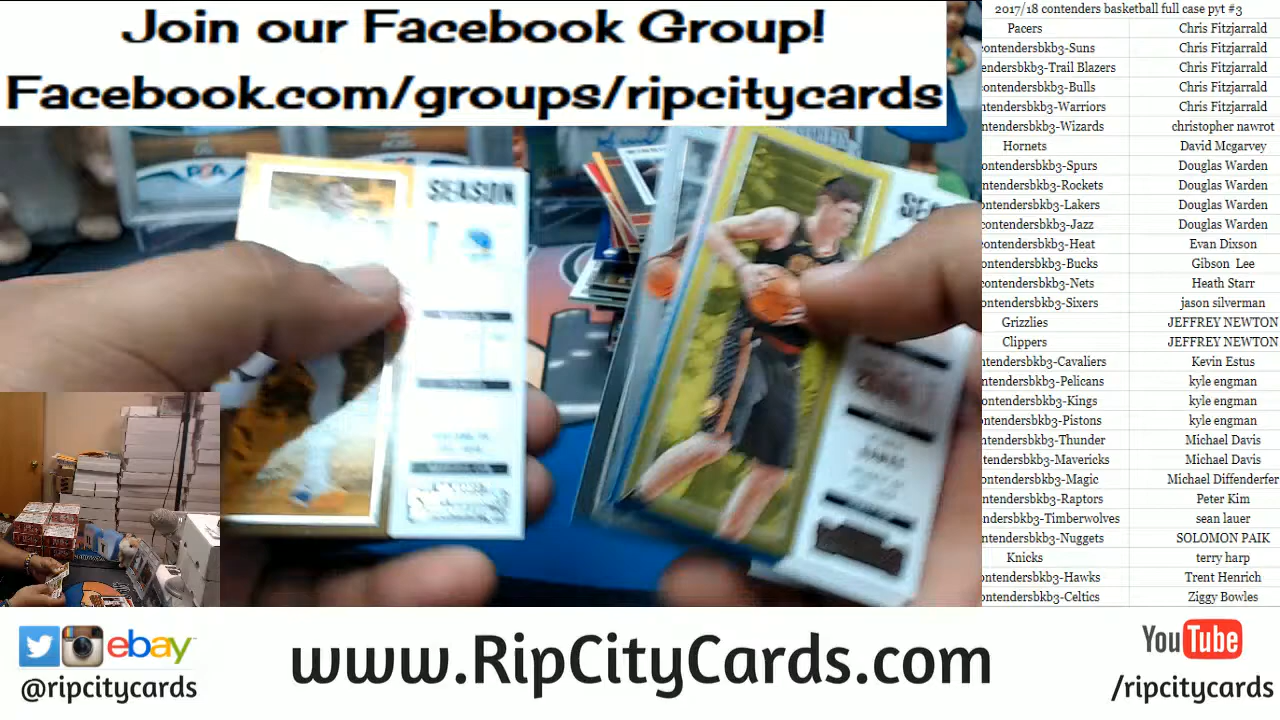 Join our Facebook Group!
Facebook.com/groups/ripcitycards
2017/18 contenders basketball full case pyt #3
Pacers Chris Fitzjarrald
contendersbkb3-Suns Chris Fitzjarrald
endersbkb3-Trail Blazers Chris Fitzjarrald
ontendersbkb3-Bulls Chris Fitzjarrald
ntendersbkb3-Warriors Chris Fitzjarrald
ntendersbkb3-Wizards christopher nawrot
Hornets David Mcgarvey
ontendersbkb3-Spurs Douglas Warden
ntendersbkb3-Rockets Douglas Warden
ontendersbkb3-Lakers Douglas Warden
contendersbkb3-Jazz Douglas Warden
contendersbkb3-Heat Evan Dixson
ontendersbkb3-Bucks Gibson Lee
contendersbkb3-Nets Heath Starr
ontendersbkb3-Sixers jason silverman
Grizzlies JEFFREY NEWTON
Clippers JEFFREY NEWTON
ntendersbkb3-Cavaliers Kevin Estus
ntendersbkb3-Pelicans kyle engman
ontendersbkb3-Kings kyle engman
ontendersbkb3-Pistons kyle engman
ntendersbkb3-Thunder Michael Davis
tendersbkb3-Mavericks Michael Davis
ontendersbkb3-Magic Michael Diffenderfer
ntendersbkb3-Raptors Peter Kim
ndersbkb3-Timberwolves sean lauer
ntendersbkb3-Nuggets SOLOMON PAIK
Knicks terry harp
ontendersbkb3-Hawks Trent Henrich
ontendersbkb3-Celtics Ziggy Bowles
PSA
SEASON
ebay
@ripcitycards
www.RipCityCards.com
YouTube
/ripcitycards